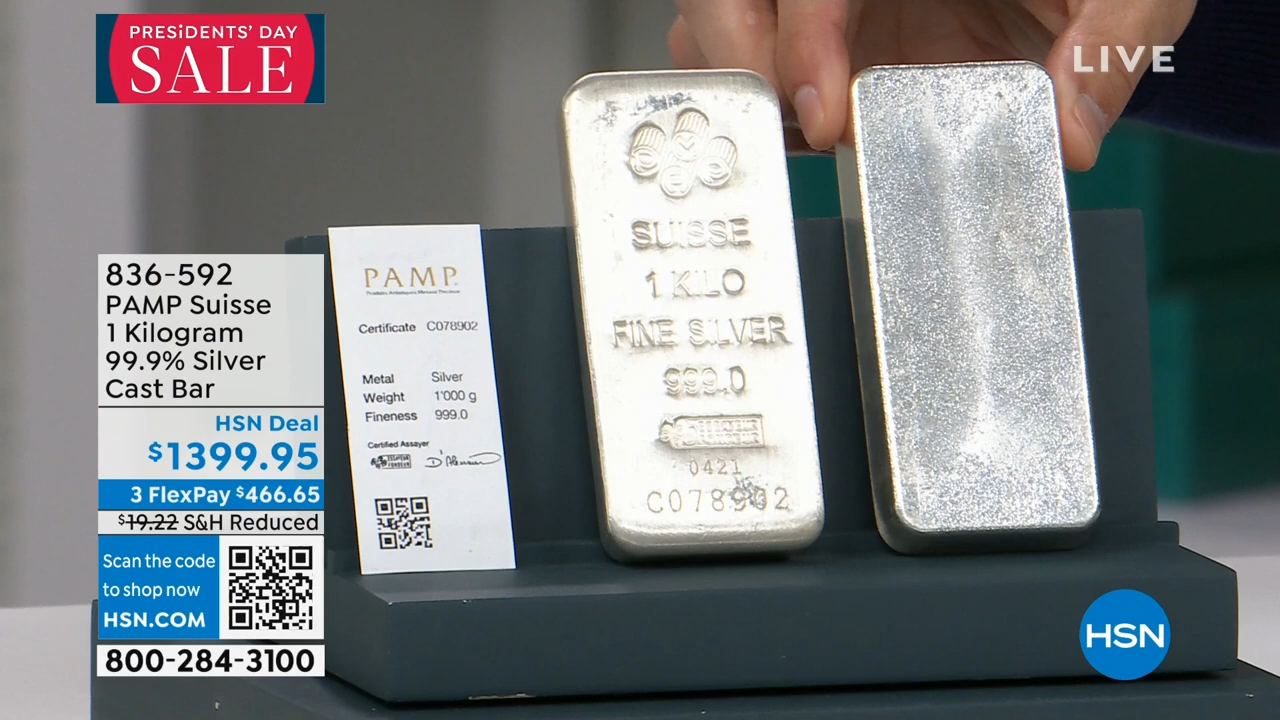 PRESiDENTS' DAY
SALE
LIVE
836-592
PAMP Suisse
1 Kilogram
99.9% Silver
Cast Bar
HSN Deal
$1399.95
3 FlexPay $466.65
$19.22 S&H Reduced
Scan the code
to shop now
HSN.COM
800-284-3100
PAMP
Certificate C078902
Metal Silver
Weight 1'000 g
Fineness 999.0
Certified Assayer
SUISSE
1 KILO
FINE SILVER
999.0
ESSAYEUR
FONDEUR
0421
C078902
HSN